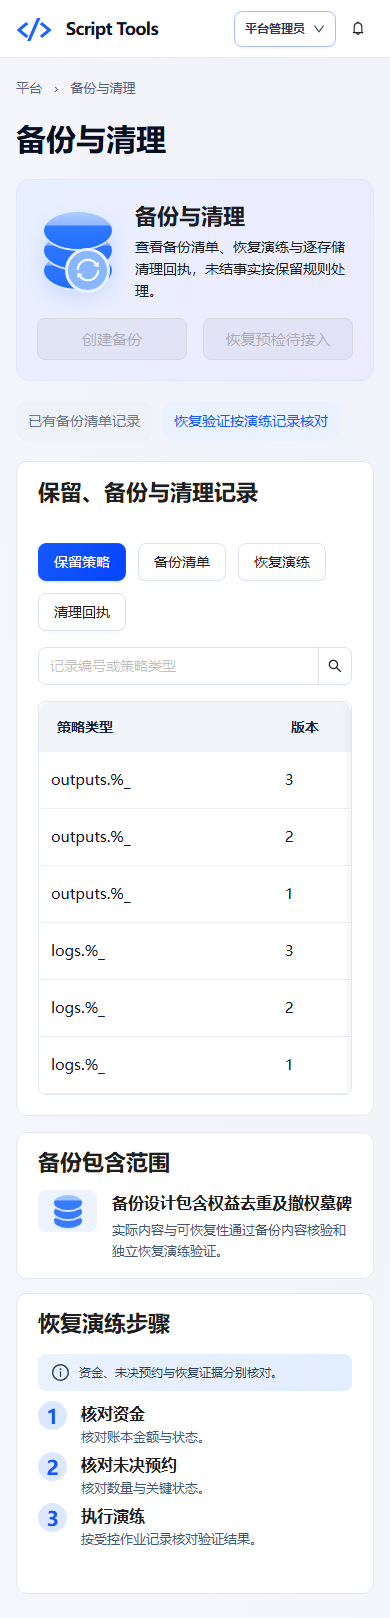 Script Tools
平台管理员
平台 › 备份与清理
备份与清理
备份与清理
查看备份清单、恢复演练与逐存储
清理回执，未结事实按保留规则处
理。
创建备份
恢复预检待接入
已有备份清单记录
恢复验证按演练记录核对
保留、备份与清理记录
保留策略
备份清单
恢复演练
清理回执
记录编号或策略类型
策略类型 版本
outputs.%_ 3
outputs.%_ 2
outputs.%_ 1
logs.%_ 3
logs.%_ 2
logs.%_ 1
备份包含范围
备份设计包含权益去重及撤权墓碑
实际内容与可恢复性通过备份内容核验和
独立恢复演练验证。
恢复演练步骤
资金、未决预约与恢复证据分别核对。
1 核对资金
核对账本金额与状态。
2 核对未决预约
核对数量与关键状态。
3 执行演练
按受控作业记录核对验证结果。